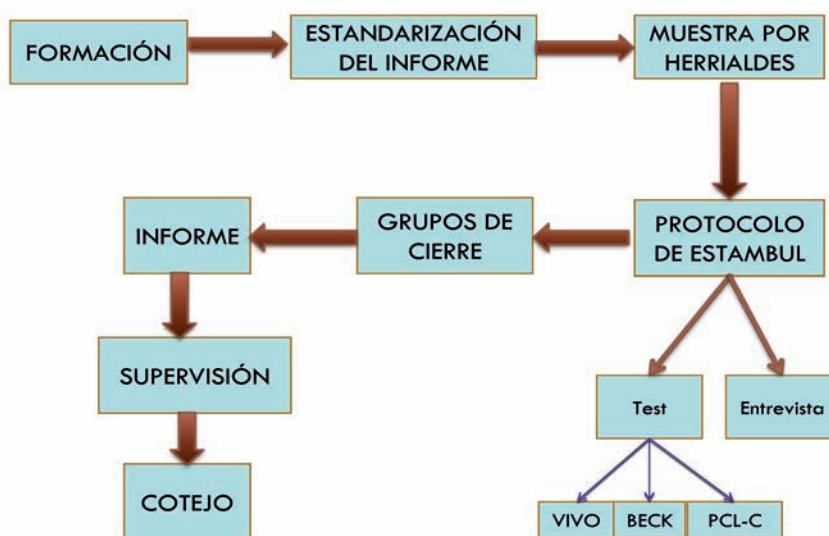 FORMACIÓN
ESTANDARIZACIÓN
DEL INFORME
MUESTRA POR
HERRIALDES
PROTOCOLO
DE ESTAMBUL
GRUPOS DE
CIERRE
INFORME
SUPERVISIÓN
COTEJO
Test
Entrevista
VIVO
BECK
PCL-C